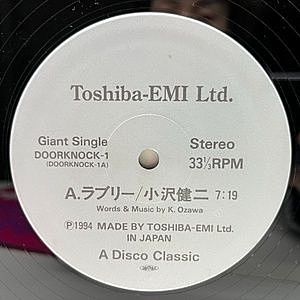 Toshiba-EMI Ltd.
Giant Single
Stereo
DOORKNOCK-1
(DOORKNOCK-1A)
33⅓RPM
A.ラブリー/小沢健二 7:19
Words & Music by K. Ozawa
Ⓟ1994 MADE BY TOSHIBA-EMI Ltd.
IN JAPAN
A Disco Classic